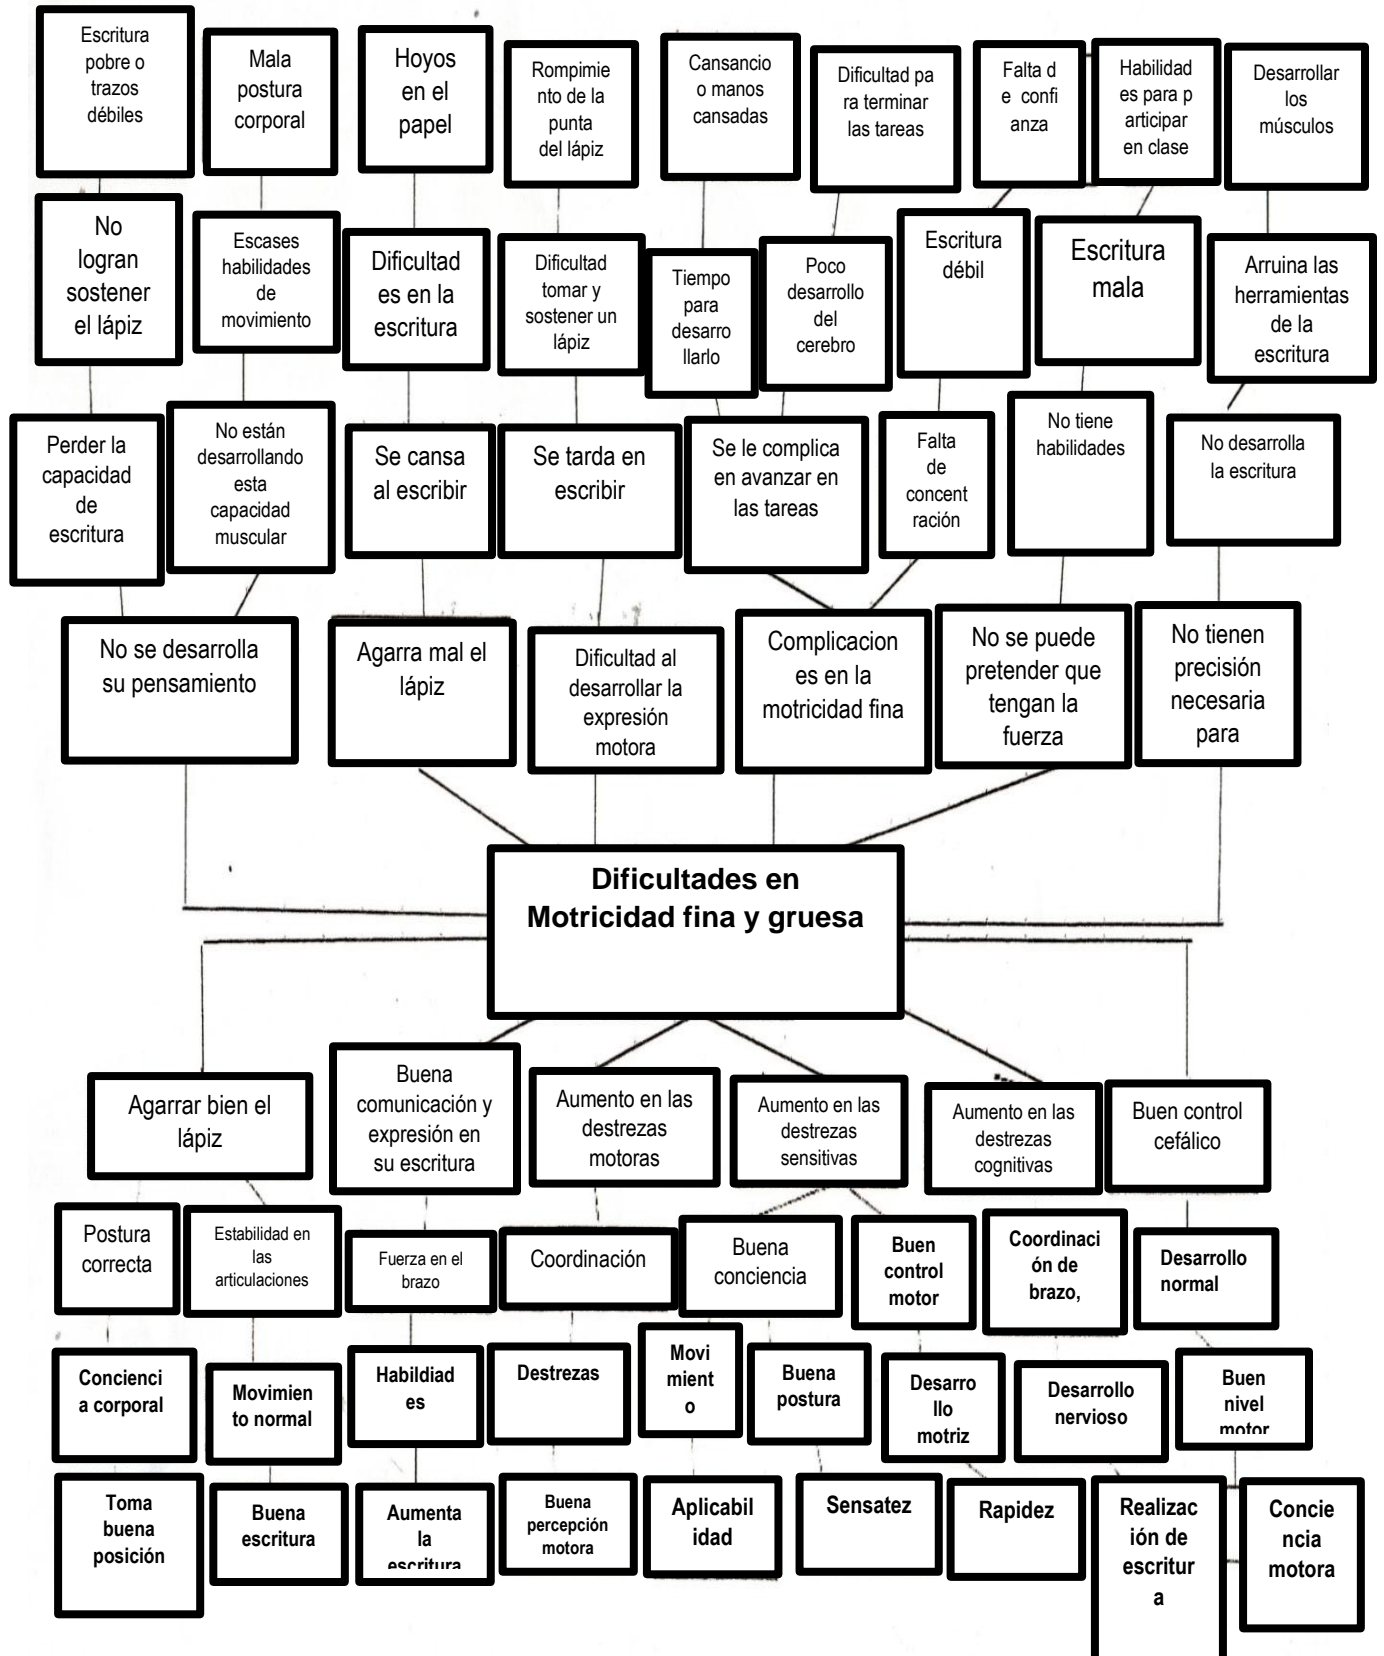 Escritura
pobre o
trazos
débiles
Mala
postura
corporal
Hoyos
en el
papel
Rompimie
nto de la
punta
del lápiz
Cansancio
o manos
cansadas
Dificultad pa
ra terminar
las tareas
Falta d
e confi
anza
Habilidad
es para p
articipar
en clase
Desarrollar
los
músculos
No
logran
sostener
el lápiz
Escases
habilidades
de
movimiento
Dificultad
es en la
escritura
Dificultad
tomar y
sostener un
lápiz
Tiempo
para
desarro
llarlo
Poco
desarrollo
del
cerebro
Escritura
débil
Escritura
mala
Arruina las
herramientas
de la
escritura
Perder la
capacidad
de
escritura
No están
desarrollando
esta
capacidad
muscular
Se cansa
al escribir
Se tarda en
escribir
Se le complica
en avanzar en
las tareas
Falta
de
concent
ración
No tiene
habilidades
No desarrolla
la escritura
No se desarrolla
su pensamiento
Agarra mal el
lápiz
Dificultad al
desarrollar la
expresión
motora
Complicacion
es en la
motricidad fina
No se puede
pretender que
tengan la
fuerza
No tienen
precisión
necesaria
para
Dificultades en
Motricidad fina y gruesa
Agarrar bien el
lápiz
Buena
comunicación y
expresión en
su escritura
Aumento en las
destrezas
motoras
Aumento en las
destrezas
sensitivas
Aumento en las
destrezas
cognitivas
Buen control
cefálico
Postura
correcta
Estabilidad en
las
articulaciones
Fuerza en el
brazo
Coordinación
Buena
conciencia
Buen
control
motor
Coordinaci
ón de
brazo,
Desarrollo
normal
Concienci
a corporal
Movimien
to normal
Habildiad
es
Destrezas
Movi
mient
o
Buena
postura
Desarro
llo
motriz
Desarrollo
nervioso
Buen
nivel
motor
Toma
buena
posición
Buena
escritura
Aumenta
la
escritura
Buena
percepción
motora
Aplicabil
idad
Sensatez
Rapidez
Realizac
ión de
escritur
a
Concie
ncia
motora